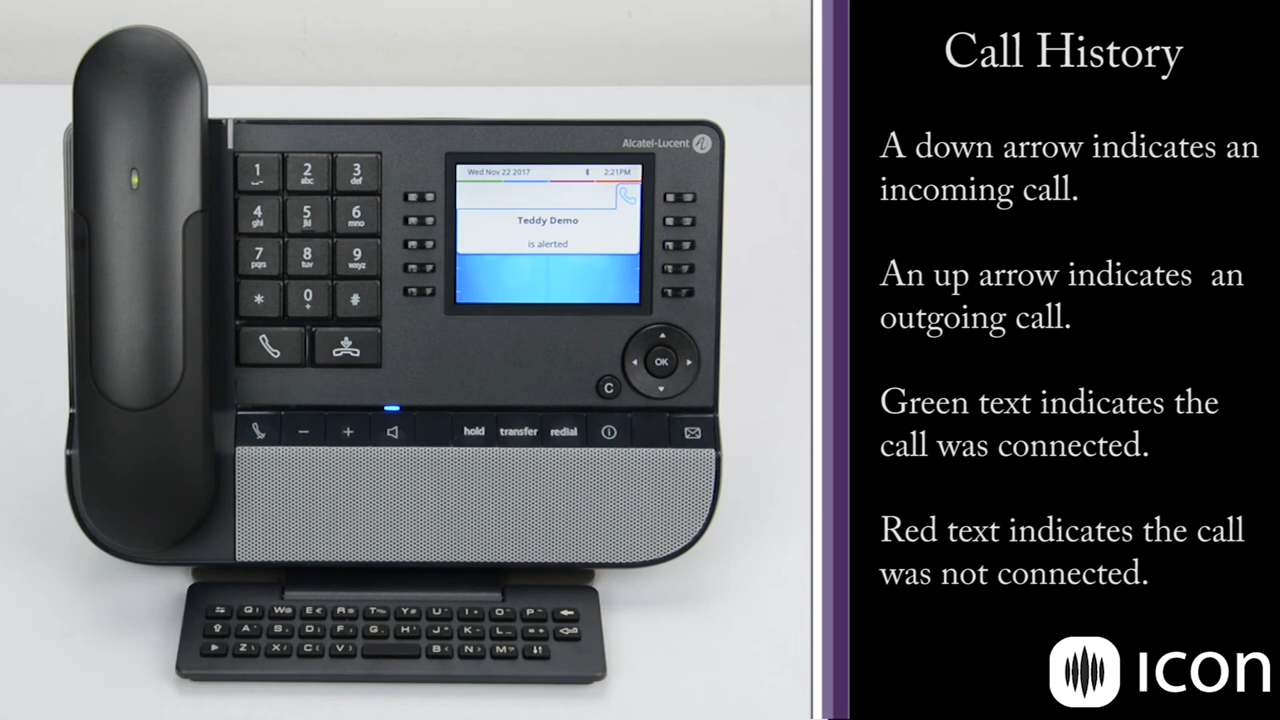 Call History
A down arrow indicates an
incoming call.
An up arrow indicates an
outgoing call.
Green text indicates the
call was connected.
Red text indicates the call
was not connected.
icon
Alcatel-Lucent
Wed Nov 22 2017 2:21PM
Teddy Demo
is alerted
1 2 abc 3 def
4 ghi 5 jkl 6 mno
7 pqrs 8 tuv 9 wxyz
* 0 + #
OK
C
− + hold transfer redial i
Q W E R T Y U I O P
A S D F G H J K L
Z X C V B N M